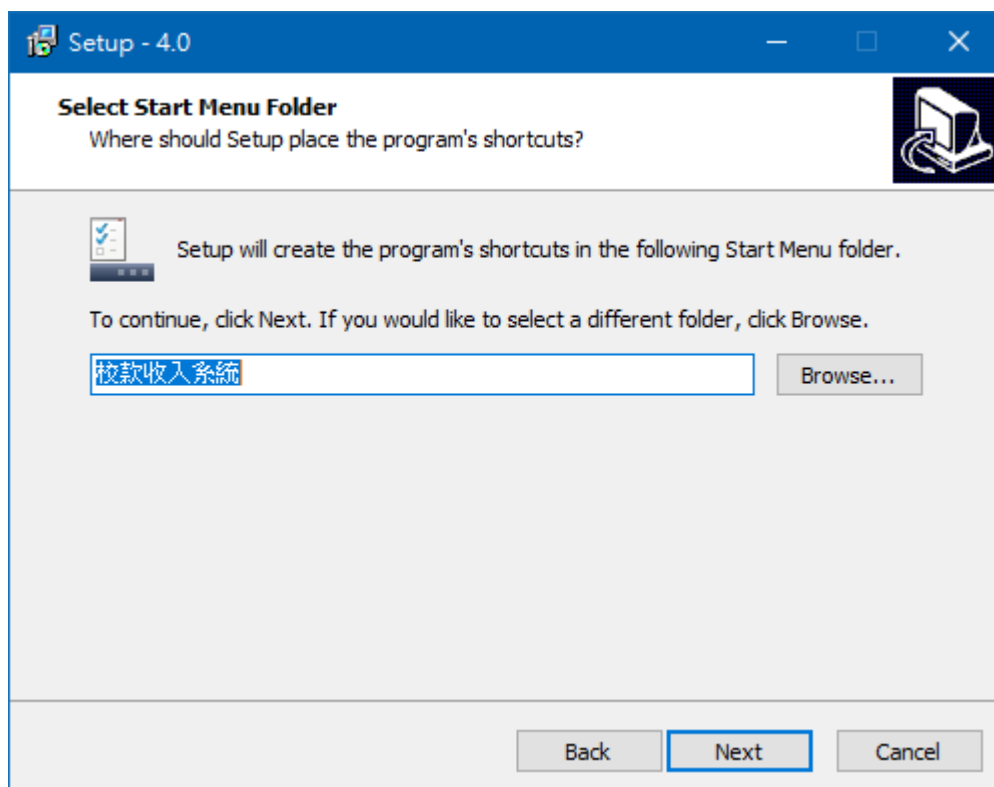 Setup - 4.0
Select Start Menu Folder
Where should Setup place the program's shortcuts?
Setup will create the program's shortcuts in the following Start Menu folder.
To continue, click Next. If you would like to select a different folder, click Browse.
校款收入系統
Browse...
Back
Next
Cancel